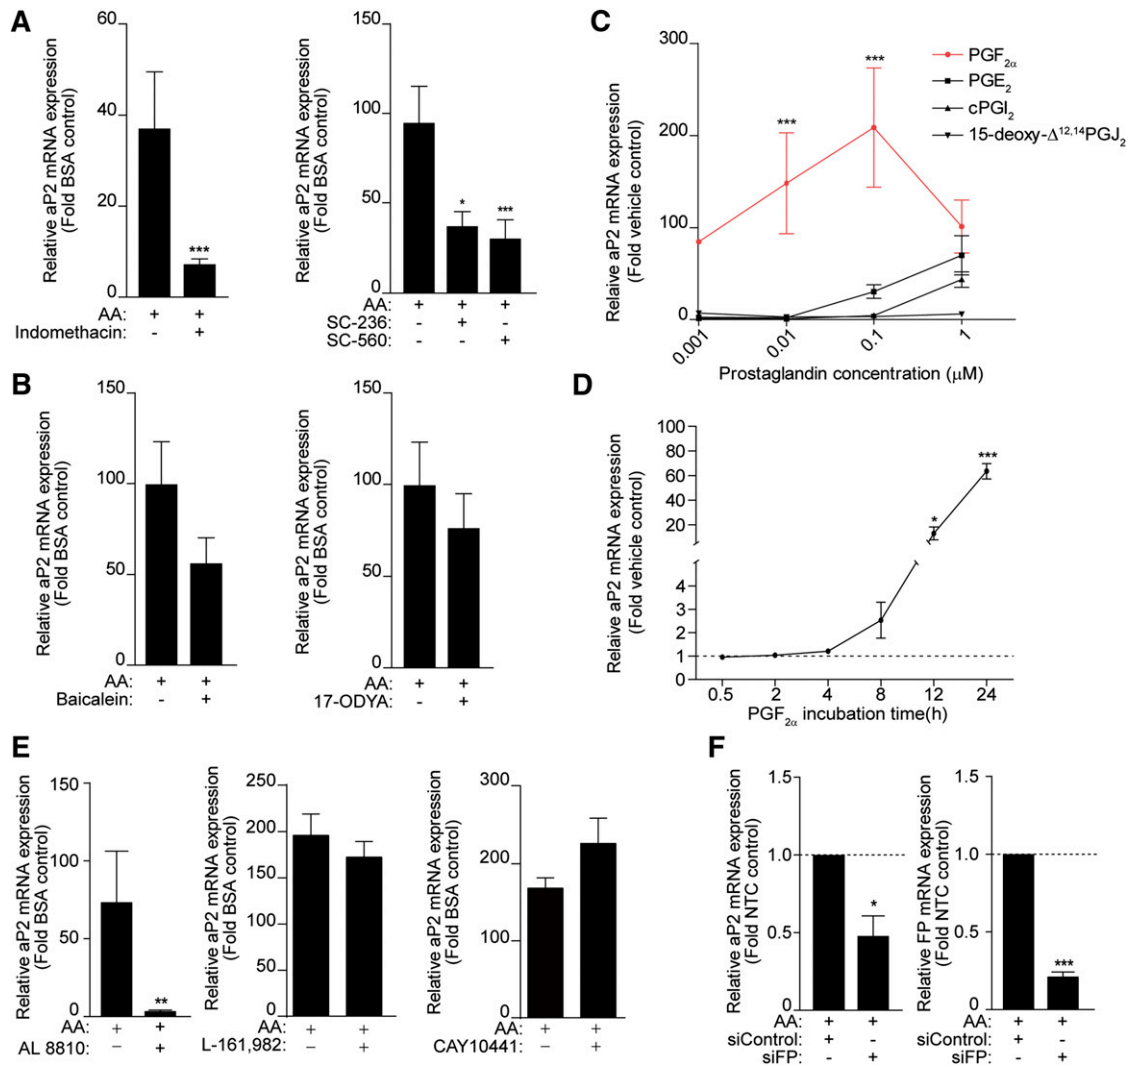 A
Relative aP2 mRNA expression
(Fold BSA control)
60
40
20
0
***
AA: + +
Indomethacin: - +
Relative aP2 mRNA expression
(Fold BSA control)
150
100
50
0
* ***
AA: + + +
SC-236: - + -
SC-560: - - +
B
Relative aP2 mRNA expression
(Fold BSA control)
150
100
50
0
AA: + +
Baicalein: - +
Relative aP2 mRNA expression
(Fold BSA control)
150
100
50
0
AA: + +
17-ODYA: - +
C
Relaive aP2 mRNA expression
(Fold vehicle control)
300
200
100
0
***
***
PGF2α
PGE2
cPGI2
15-deoxy-Δ12,14PGJ2
0.001 0.01 0.1 1
Prostaglandin concentration (μM)
D
Relaive aP2 mRNA expression
(Fold vehicle control)
100
80
60
40
20
4
3
2
1
0
*
***
0.5 2 4 8 12 24
PGF2α incubation time(h)
E
Relative aP2 mRNA expression
(Fold BSA control)
150
100
50
0
**
AA: + +
AL 8810: – +
Relative aP2 mRNA expression
(Fold BSA control)
250
200
150
100
50
0
AA: + +
L-161,982: – +
Relative aP2 mRNA expression
(Fold BSA control)
300
200
100
0
AA: + +
CAY10441: – +
F
Relative aP2 mRNA expression
(Fold NTC control)
1.5
1.0
0.5
0
*
AA: + +
siControl: + -
siFP: - +
Relative FP mRNA expression
(Fold NTC control)
1.5
1.0
0.5
0
***
AA: + +
siControl: + -
siFP: - +